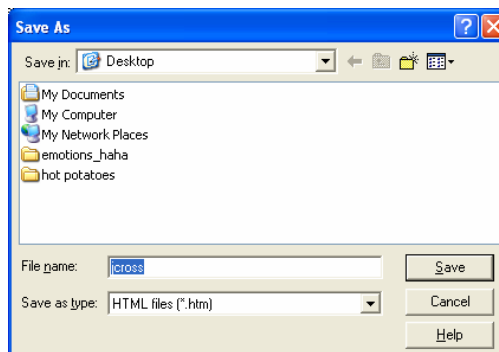 Save As
Save in: Desktop
My Documents
My Computer
My Network Places
emotions_haha
hot potatoes
File name: jcross Save
Save as type: HTML files (*.htm) Cancel
Help